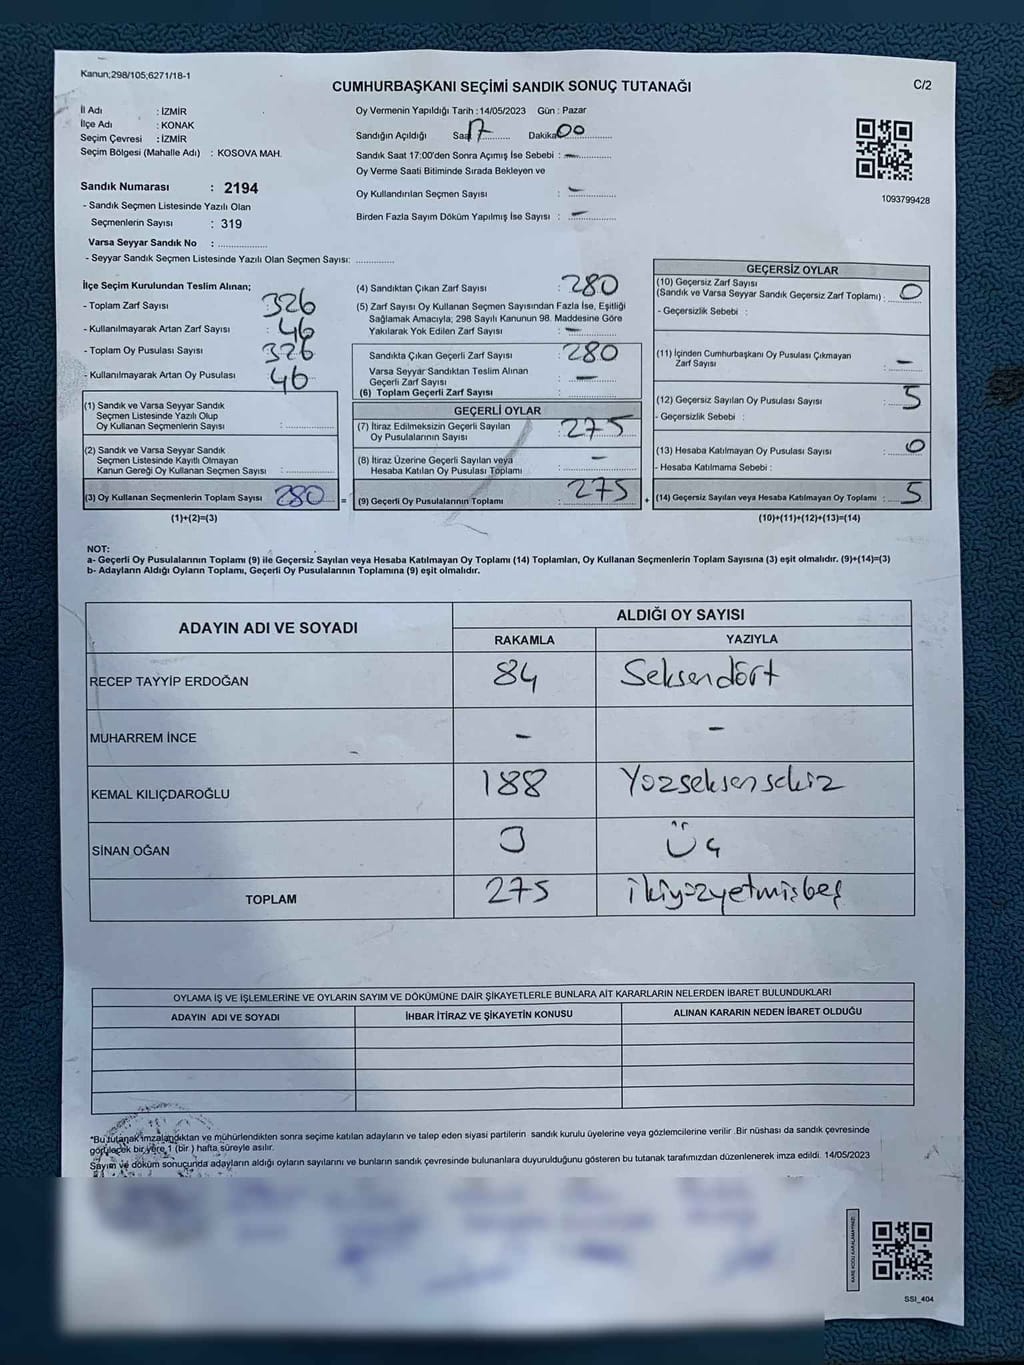 Kanun;298/105;6271/18-1
CUMHURBAŞKANI SEÇİMİ SANDIK SONUÇ TUTANAĞI
C/2
İl Adı : İZMİR
İlçe Adı : KONAK
Seçim Çevresi : İZMİR
Seçim Bölgesi (Mahalle Adı) : KOSOVA MAH.
Oy Vermenin Yapıldığı Tarih :14/05/2023 Gün : Pazar
Sandığın Açıldığı Saat 17 Dakika 00
Sandık Saat 17:00'den Sonra Açımış İse Sebebi : –
Oy Verme Saati Bitiminde Sırada Bekleyen ve
Oy Kullandırılan Seçmen Sayısı : –
Birden Fazla Sayım Döküm Yapılmış İse Sayısı : –
1093799428
Sandık Numarası : 2194
- Sandık Seçmen Listesinde Yazılı Olan
Seçmenlerin Sayısı : 319
Varsa Seyyar Sandık No : ................
- Seyyar Sandık Seçmen Listesinde Yazılı Olan Seçmen Sayısı: .............
İlçe Seçim Kurulundan Teslim Alınan;
- Toplam Zarf Sayısı : 326
- Kullanılmayarak Artan Zarf Sayısı : 46
- Toplam Oy Pusulası Sayısı : 326
- Kullanılmayarak Artan Oy Pusulası : 46
(1) Sandık ve Varsa Seyyar Sandık
Seçmen Listesinde Yazılı Olup
Oy Kullanan Seçmenlerin Sayısı :
(2) Sandık ve Varsa Seyyar Sandık
Seçmen Listesinde Kayıtlı Olmayan
Kanun Gereği Oy Kullanan Seçmen Sayısı :
(3) Oy Kullanan Seçmenlerin Toplam Sayısı 280 =
(1)+(2)=(3)
(4) Sandıktan Çıkan Zarf Sayısı : 280
(5) Zarf Sayısı Oy Kullanan Seçmen Sayısından Fazla İse, Eşitliği
Sağlamak Amacıyla; 298 Sayılı Kanunun 98. Maddesine Göre
Yakılarak Yok Edilen Zarf Sayısı : –
Sandıkta Çıkan Geçerli Zarf Sayısı : 280
Varsa Seyyar Sandıktan Teslim Alınan
Geçerli Zarf Sayısı : –
(6) Toplam Geçerli Zarf Sayısı :
GEÇERLİ OYLAR
(7) İtiraz Edilmeksizin Geçerli Sayılan
Oy Pusulalarının Sayısı : 275
(8) İtiraz Üzerine Geçerli Sayılan veya
Hesaba Katılan Oy Pusulası Toplamı : –
(9) Geçerli Oy Pusulalarının Toplamı : 275 +
GEÇERSİZ OYLAR
(10) Geçersiz Zarf Sayısı
(Sandık ve Varsa Seyyar Sandık Geçersiz Zarf Toplamı) : 0
- Geçersizlik Sebebi :
(11) İçinden Cumhurbaşkanı Oy Pusulası Çıkmayan
Zarf Sayısı : –
(12) Geçersiz Sayılan Oy Pusulası Sayısı : 5
- Geçersizlik Sebebi :
(13) Hesaba Katılmayan Oy Pusulası Sayısı : 0
- Hesaba Katılmama Sebebi :
(14) Geçersiz Sayılan veya Hesaba Katılmayan Oy Toplamı : 5
(10)+(11)+(12)+(13)=(14)
NOT:
a- Geçerli Oy Pusulalarının Toplamı (9) ile Geçersiz Sayılan veya Hesaba Katılmayan Oy Toplamı (14) Toplamları, Oy Kullanan Seçmenlerin Toplam Sayısına (3) eşit olmalıdır. (9)+(14)=(3)
b- Adayların Aldığı Oyların Toplamı, Geçerli Oy Pusulalarının Toplamına (9) eşit olmalıdır.
ADAYIN ADI VE SOYADI ALDIĞI OY SAYISI
RAKAMLA YAZIYLA
RECEP TAYYİP ERDOĞAN 84 Seksendört
MUHARREM İNCE – –
KEMAL KILIÇDAROĞLU 188 Yüzseksensekiz
SİNAN OĞAN 3 Üç
TOPLAM 275 ikiyüzyetmişbeş
OYLAMA İŞ VE İŞLEMLERİNE VE OYLARIN SAYIM VE DÖKÜMÜNE DAİR ŞİKAYETLERLE BUNLARA AİT KARARLARIN NELERDEN İBARET BULUNDUKLARI
ADAYIN ADI VE SOYADI İHBAR İTİRAZ VE ŞİKAYETİN KONUSU ALINAN KARARIN NEDEN İBARET OLDUĞU
*Bu tutanak imzalandıktan ve mühürlendikten sonra seçime katılan adayların ve talep eden siyasi partilerin sandık kurulu üyelerine veya gözlemcilerine verilir .Bir nüshası da sandık çevresinde
görülecek bir yere 1 (bir ) hafta süreyle asılır.
Sayım ve döküm sonucunda adayların aldığı oyların sayılarını ve bunların sandık çevresinde bulunanlara duyurulduğunu gösteren bu tutanak tarafımızdan düzenlenerek imza edildi. 14/05/2023
KARE KODU KARALAMAYINIZ!
SSI_404